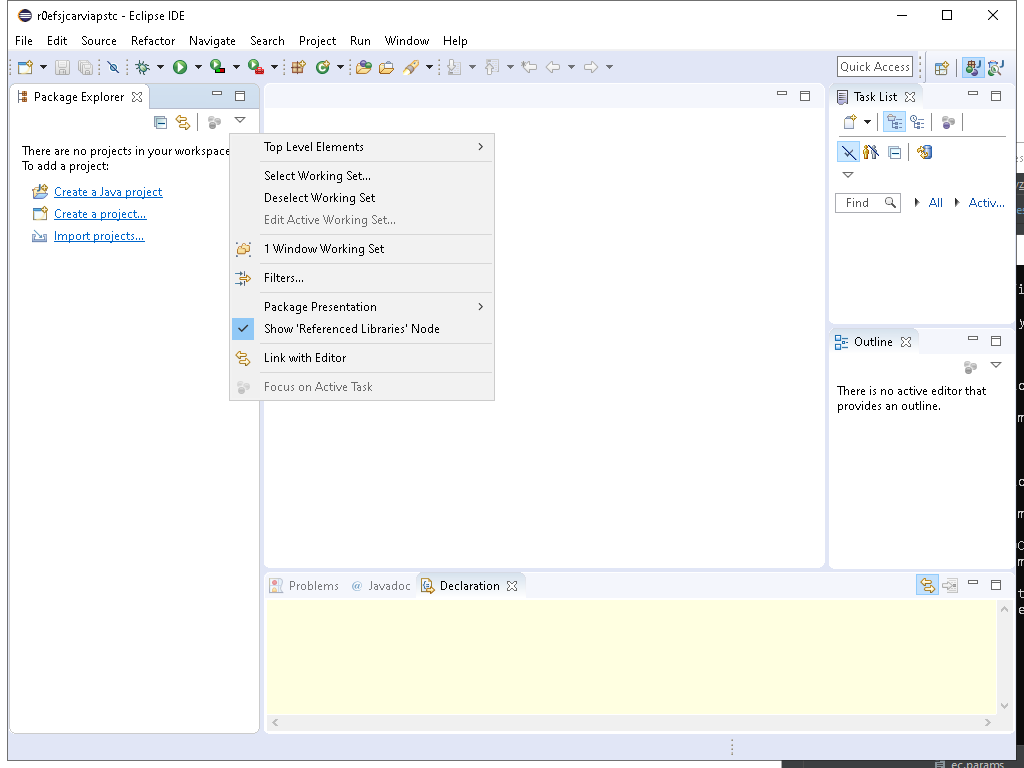 r0efsjcarviapstc - Eclipse IDE
File Edit Source Refactor Navigate Search Project Run Window Help
Quick Access
Package Explorer
There are no projects in your workspace
To add a project:
Create a Java project
Create a project...
Import projects...
Top Level Elements
Select Working Set...
Deselect Working Set
Edit Active Working Set...
1 Window Working Set
Filters...
Package Presentation
Show 'Referenced Libraries' Node
Link with Editor
Focus on Active Task
Task List
Find All Activ...
Outline
There is no active editor that
provides an outline.
Problems @ Javadoc Declaration
ec.params